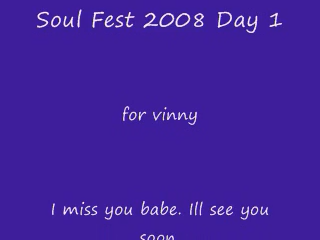 Soul Fest 2008 Day 1
for vinny
I miss you babe. Ill see you
soon